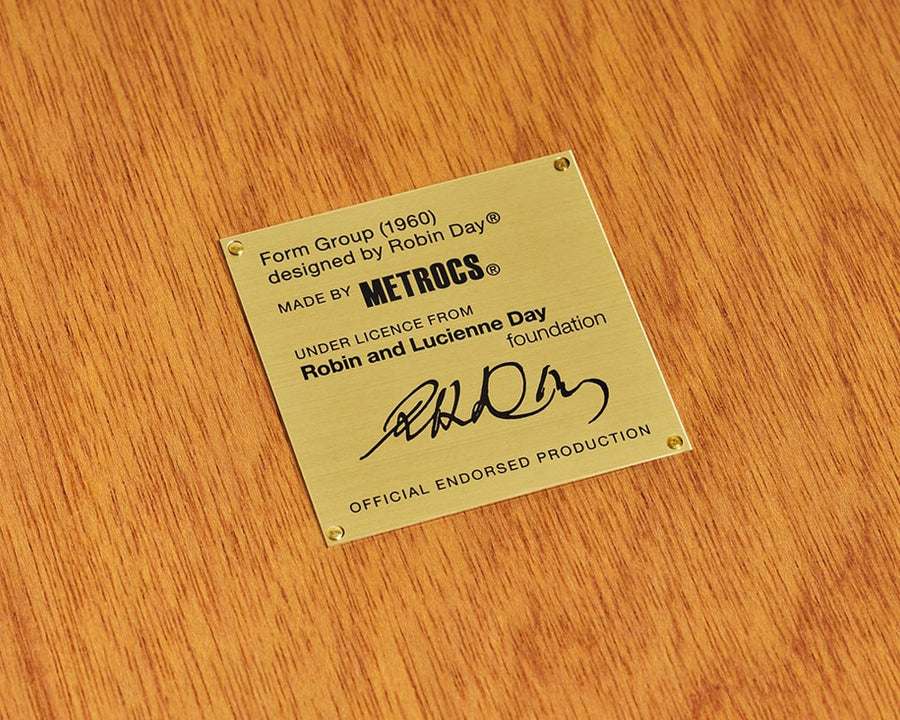 Form Group (1960)
designed by Robin Day®
MADE BY METROCS®
UNDER LICENCE FROM
Robin and Lucienne Day
foundation
OFFICIAL ENDORSED PRODUCTION